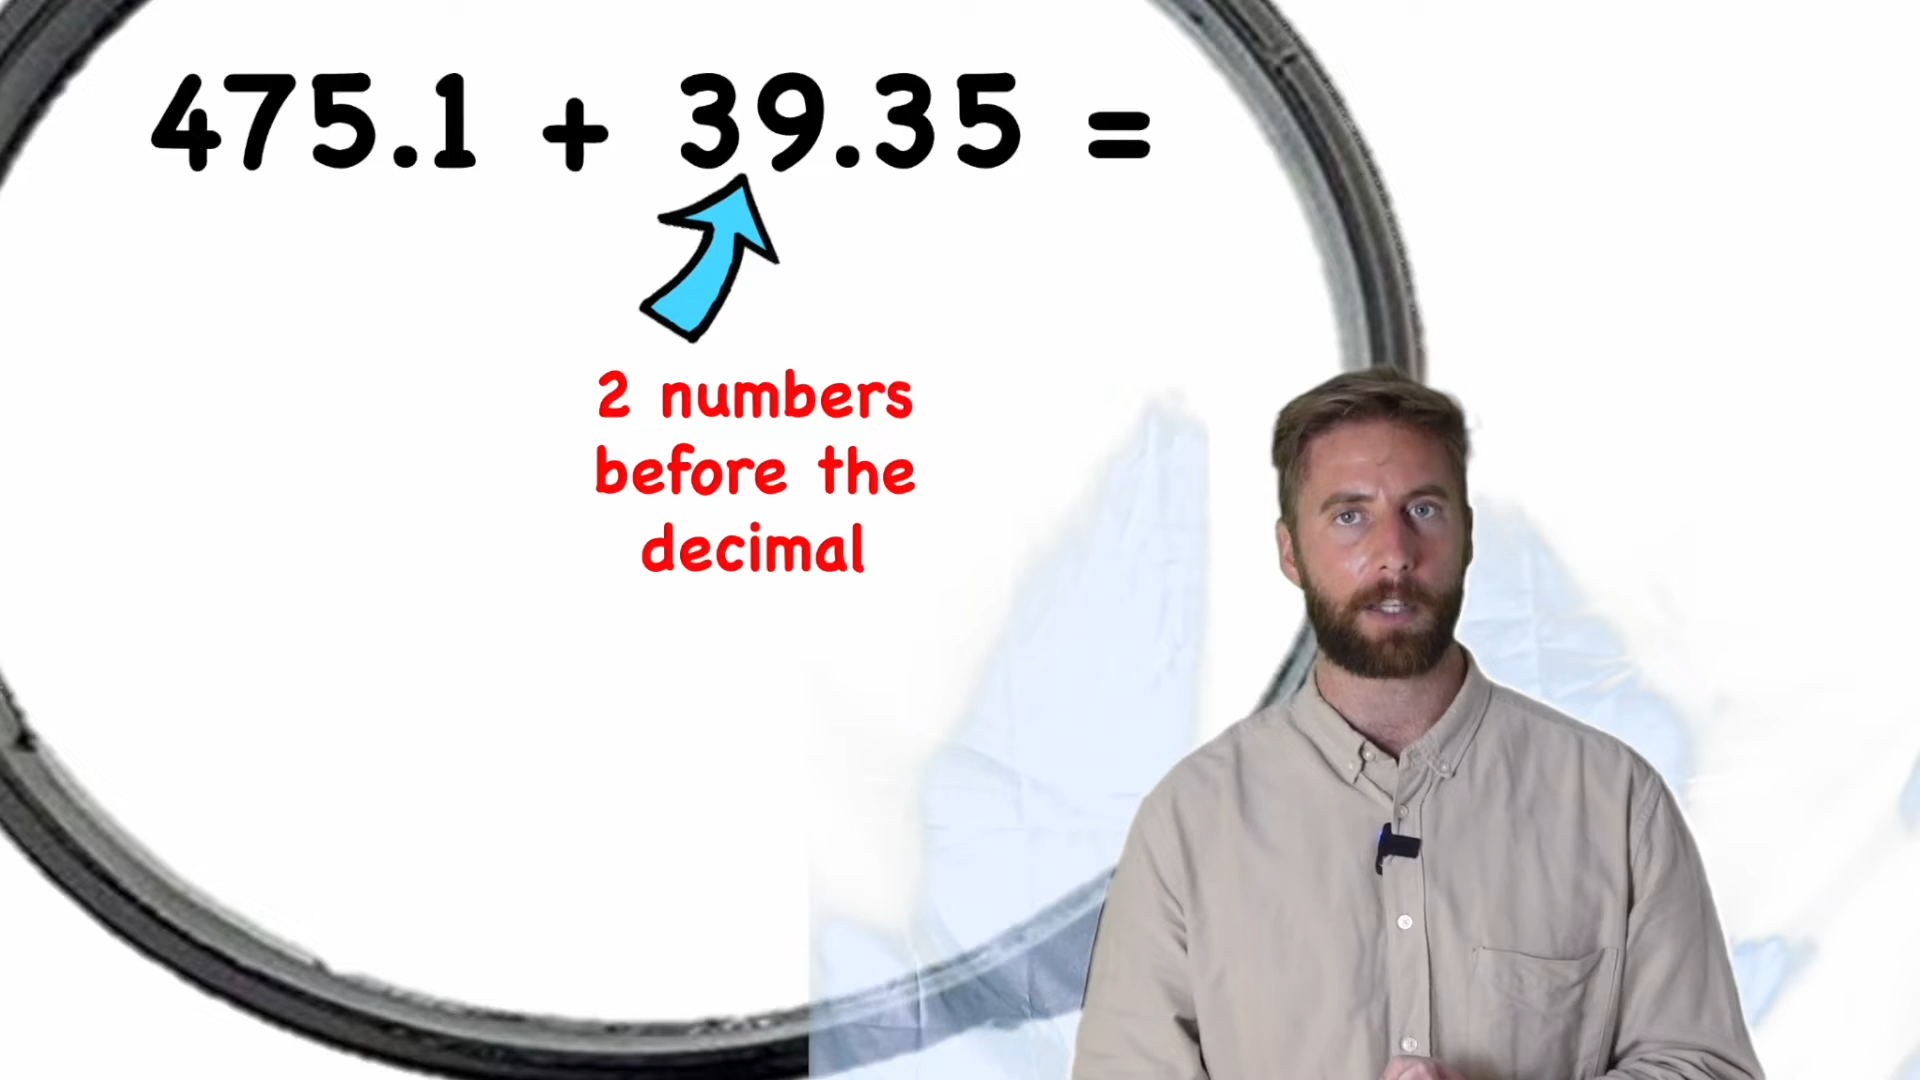 475.1 + 39.35 =
2 numbers
before the
decimal